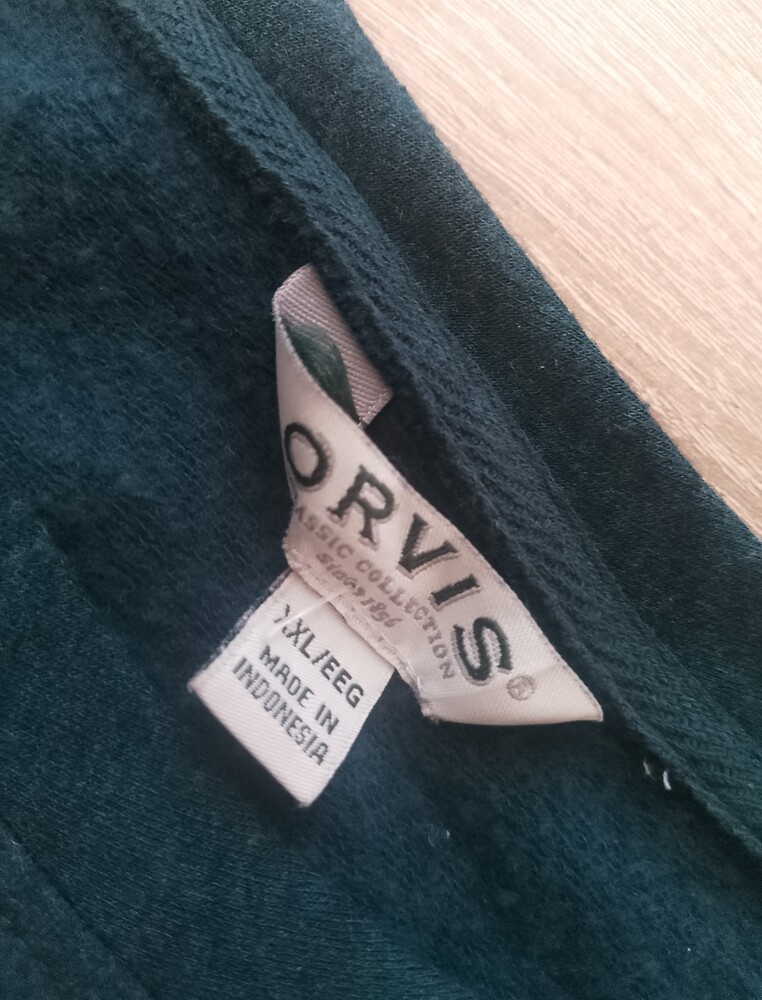 ORVIS®
CLASSIC COLLECTION
Since 1856
XXL/EEG
MADE IN
INDONESIA